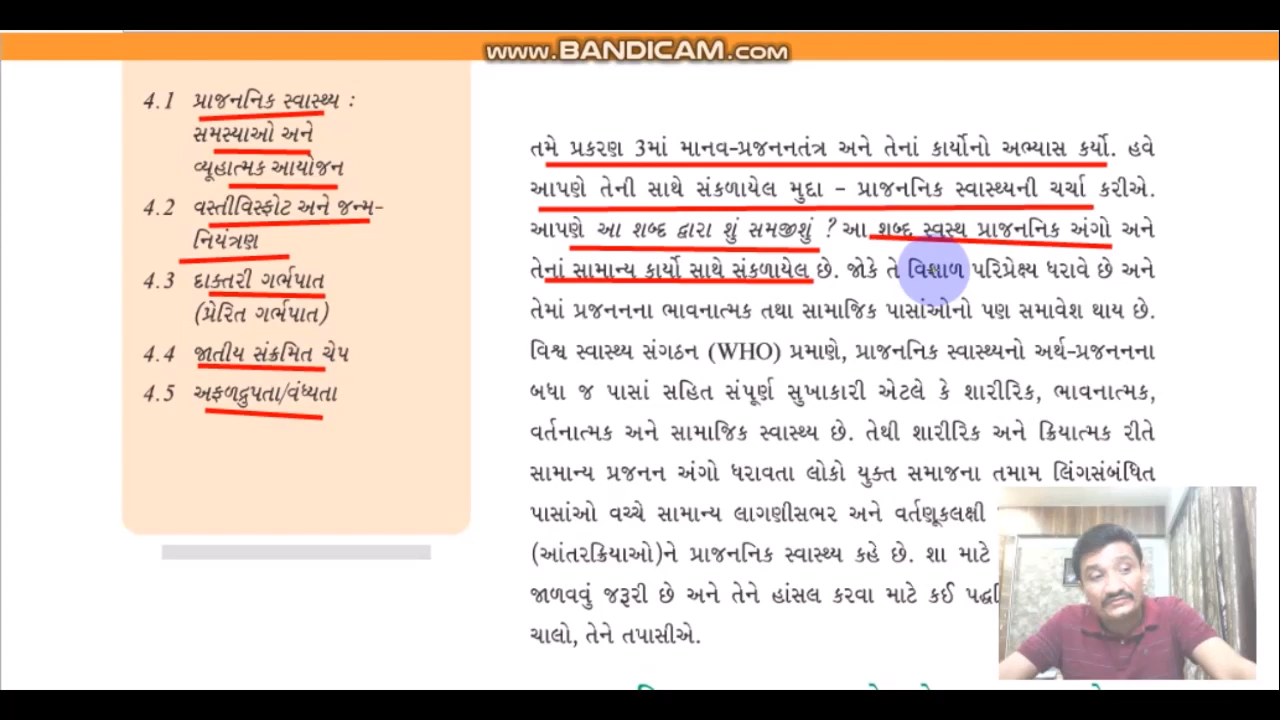 www.BANDICAM.com
4.1 પ્રાજનનિક સ્વાસ્થ્ય :
સમસ્યાઓ અને
વ્યૂહાત્મક આયોજન
4.2 વસ્તીવિસ્ફોટ અને જન્મ-
નિયંત્રણ
4.3 દાક્તરી ગર્ભપાત
(પ્રેરિત ગર્ભપાત)
4.4 જાતીય સંક્રમિત ચેપ
4.5 અફળદ્રુપતા/વંધ્યતા
તમે પ્રકરણ 3માં માનવ-પ્રજનનતંત્ર અને તેનાં કાર્યોનો અભ્યાસ કર્યો. હવે
આપણે તેની સાથે સંકળાયેલ મુદ્દા – પ્રાજનનિક સ્વાસ્થ્યની ચર્ચા કરીએ.
આપણે આ શબ્દ દ્વારા શું સમજીશું ? આ શબ્દ સ્વસ્થ પ્રાજનનિક અંગો અને
તેનાં સામાન્ય કાર્યો સાથે સંકળાયેલ છે. જોકે તે વિશાળ પરિપ્રેક્ષ્ય ધરાવે છે અને
તેમાં પ્રજનનના ભાવનાત્મક તથા સામાજિક પાસાંઓનો પણ સમાવેશ થાય છે.
વિશ્વ સ્વાસ્થ્ય સંગઠન (WHO) પ્રમાણે, પ્રાજનનિક સ્વાસ્થ્યનો અર્થ-પ્રજનનના
બધા જ પાસાં સહિત સંપૂર્ણ સુખાકારી એટલે કે શારીરિક, ભાવનાત્મક,
વર્તનાત્મક અને સામાજિક સ્વાસ્થ્ય છે. તેથી શારીરિક અને ક્રિયાત્મક રીતે
સામાન્ય પ્રજનન અંગો ધરાવતા લોકો યુક્ત સમાજના તમામ લિંગસંબંધિત
પાસાંઓ વચ્ચે સામાન્ય લાગણીસભર અને વર્તણૂકલક્ષી
(આંતરક્રિયાઓ)ને પ્રાજનનિક સ્વાસ્થ્ય કહે છે. શા માટે
જાળવવું જરૂરી છે અને તેને હાંસલ કરવા માટે કઈ
ચાલો, તેને તપાસીએ.